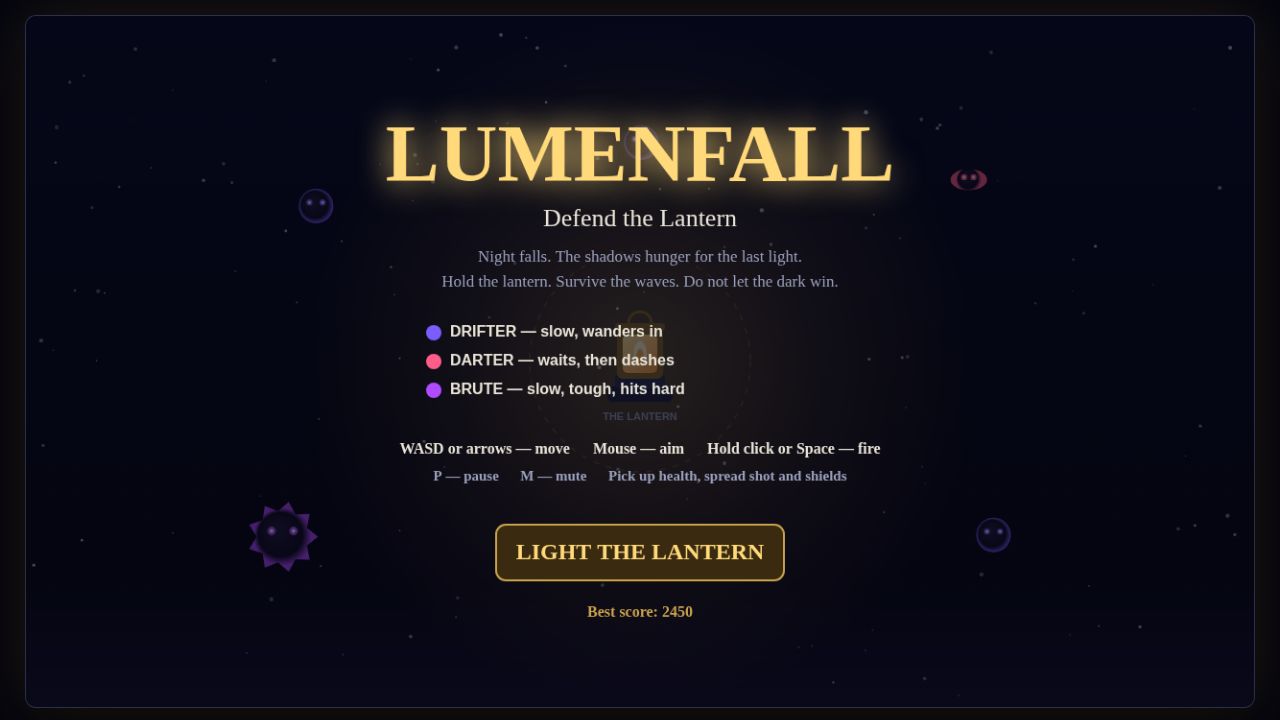 LUMENFALL
Defend the Lantern
Night falls. The shadows hunger for the last light.
Hold the lantern. Survive the waves. Do not let the dark win.
DRIFTER — slow, wanders in
DARTER — waits, then dashes
BRUTE — slow, tough, hits hard
THE LANTERN
WASD or arrows — move Mouse — aim Hold click or Space — fire
P — pause M — mute Pick up health, spread shot and shields
LIGHT THE LANTERN
Best score: 2450